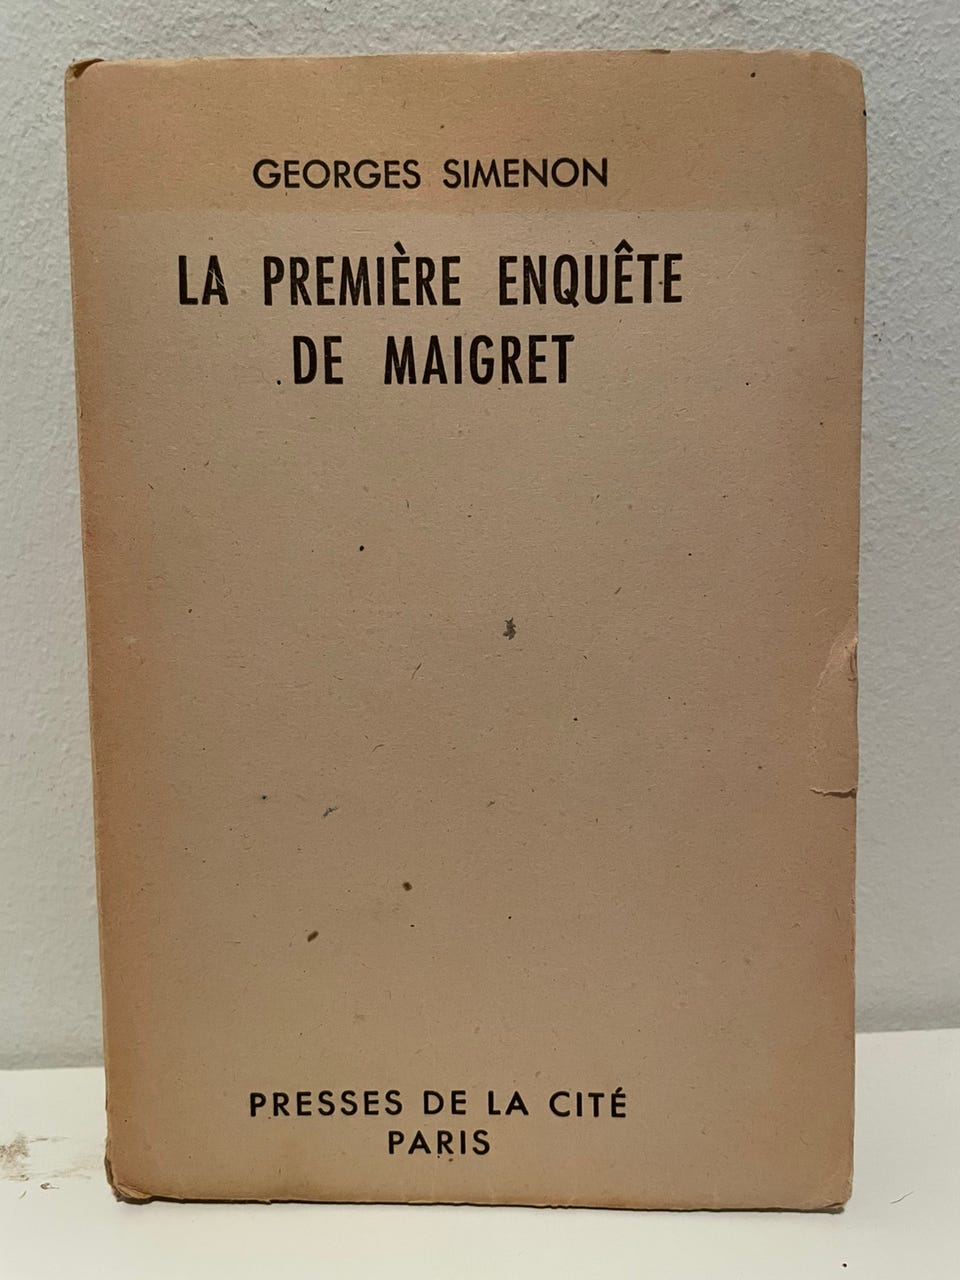 GEORGES SIMENON
LA PREMIÈRE ENQUÊTE
DE MAIGRET
PRESSES DE LA CITÉ
PARIS